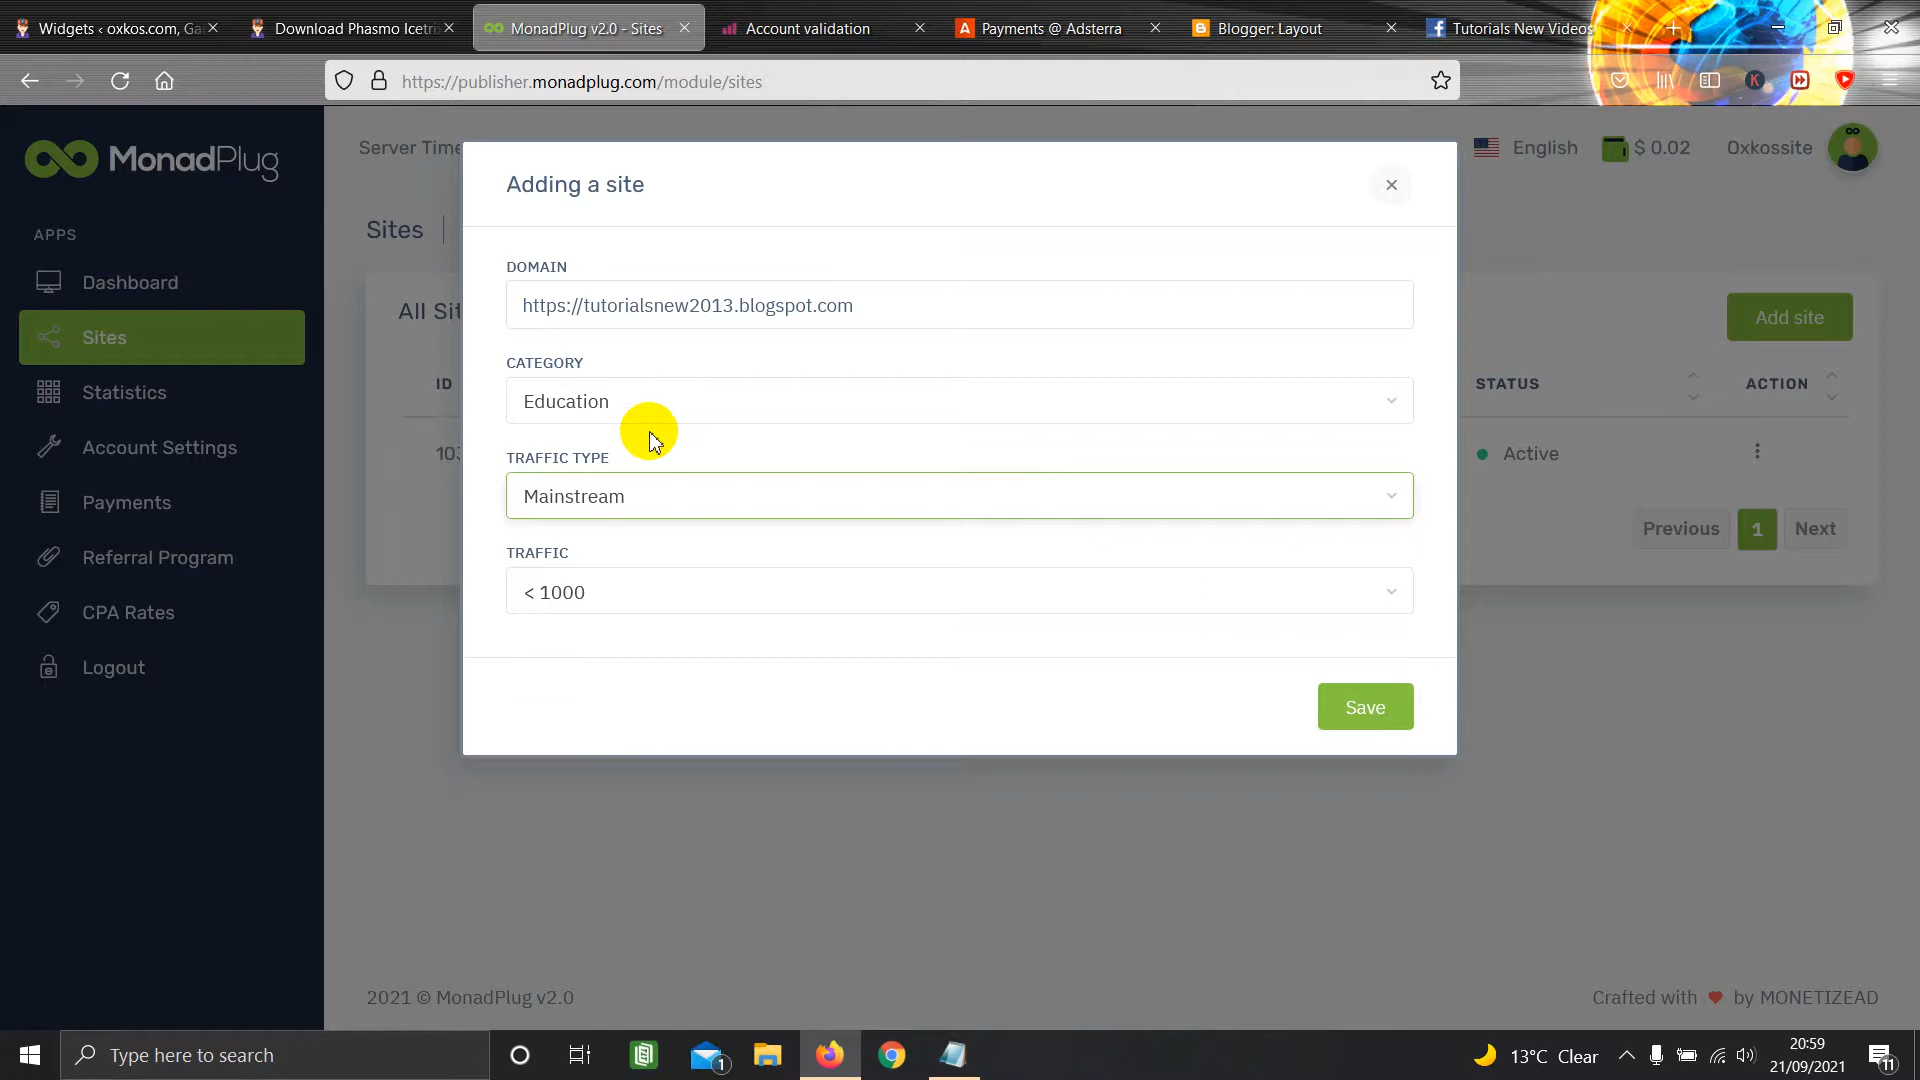 Widgets ‹ oxkos.com, Ga
Download Phasmo Icetrix
MonadPlug v2.0 - Sites
Account validation
Payments @ Adsterra
Blogger: Layout
Tutorials New Videos
https://publisher.monadplug.com/module/sites
MonadPlug
Server Time
English
$ 0.02
Oxkossite
APPS
Dashboard
Sites
Statistics
Account Settings
Payments
Referral Program
CPA Rates
Logout
Sites
All Sit
Add site
ID
STATUS
ACTION
103
Active
Previous
1
Next
Adding a site
DOMAIN
https://tutorialsnew2013.blogspot.com
CATEGORY
Education
TRAFFIC TYPE
Mainstream
TRAFFIC
< 1000
Save
2021 © MonadPlug v2.0
Crafted with ♥ by MONETIZEAD
Type here to search
1
13°C Clear
20:59
21/09/2021
11